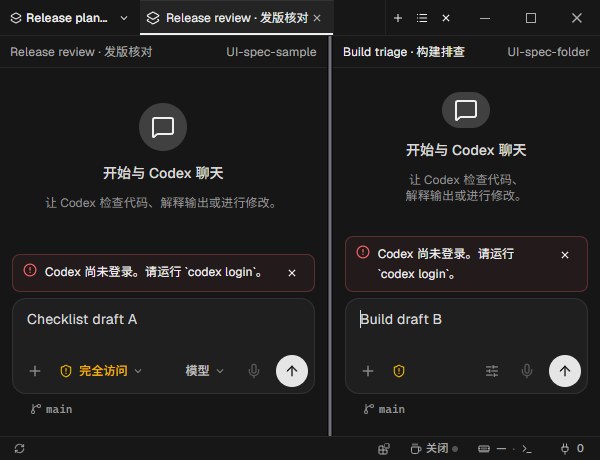 Release plan...
Release review · 发版核对
Release review · 发版核对
UI-spec-sample
开始与 Codex 聊天
让 Codex 检查代码、解释输出或进行修改。
Codex 尚未登录。请运行 `codex login`。
Checklist draft A
完全访问
模型
main
Build triage · 构建排查
UI-spec-folder
开始与 Codex 聊天
让 Codex 检查代码、
解释输出或进行修改。
Codex 尚未登录。请运行
`codex login`。
Build draft B
main
关闭
— ·
0